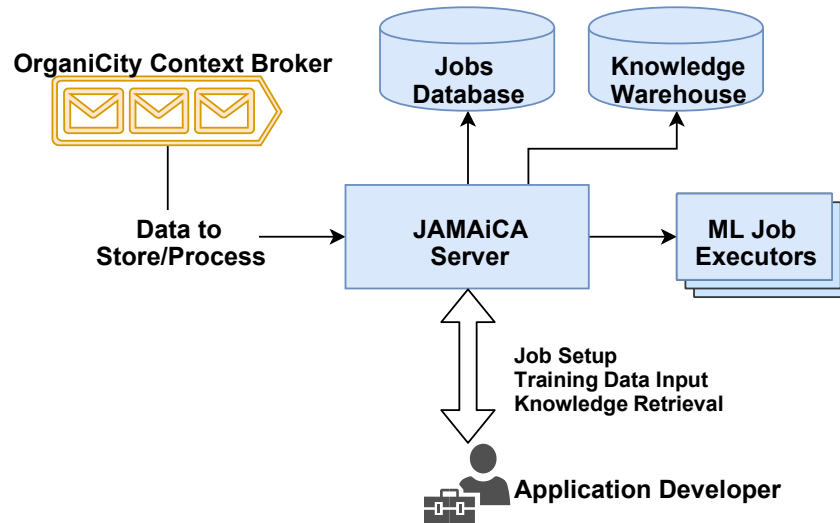 OrganiCity Context Broker
Jobs
Database
Knowledge
Warehouse
Data to
Store/Process
JAMAiCA
Server
ML Job
Executors
Job Setup
Training Data Input
Knowledge Retrieval
Application Developer